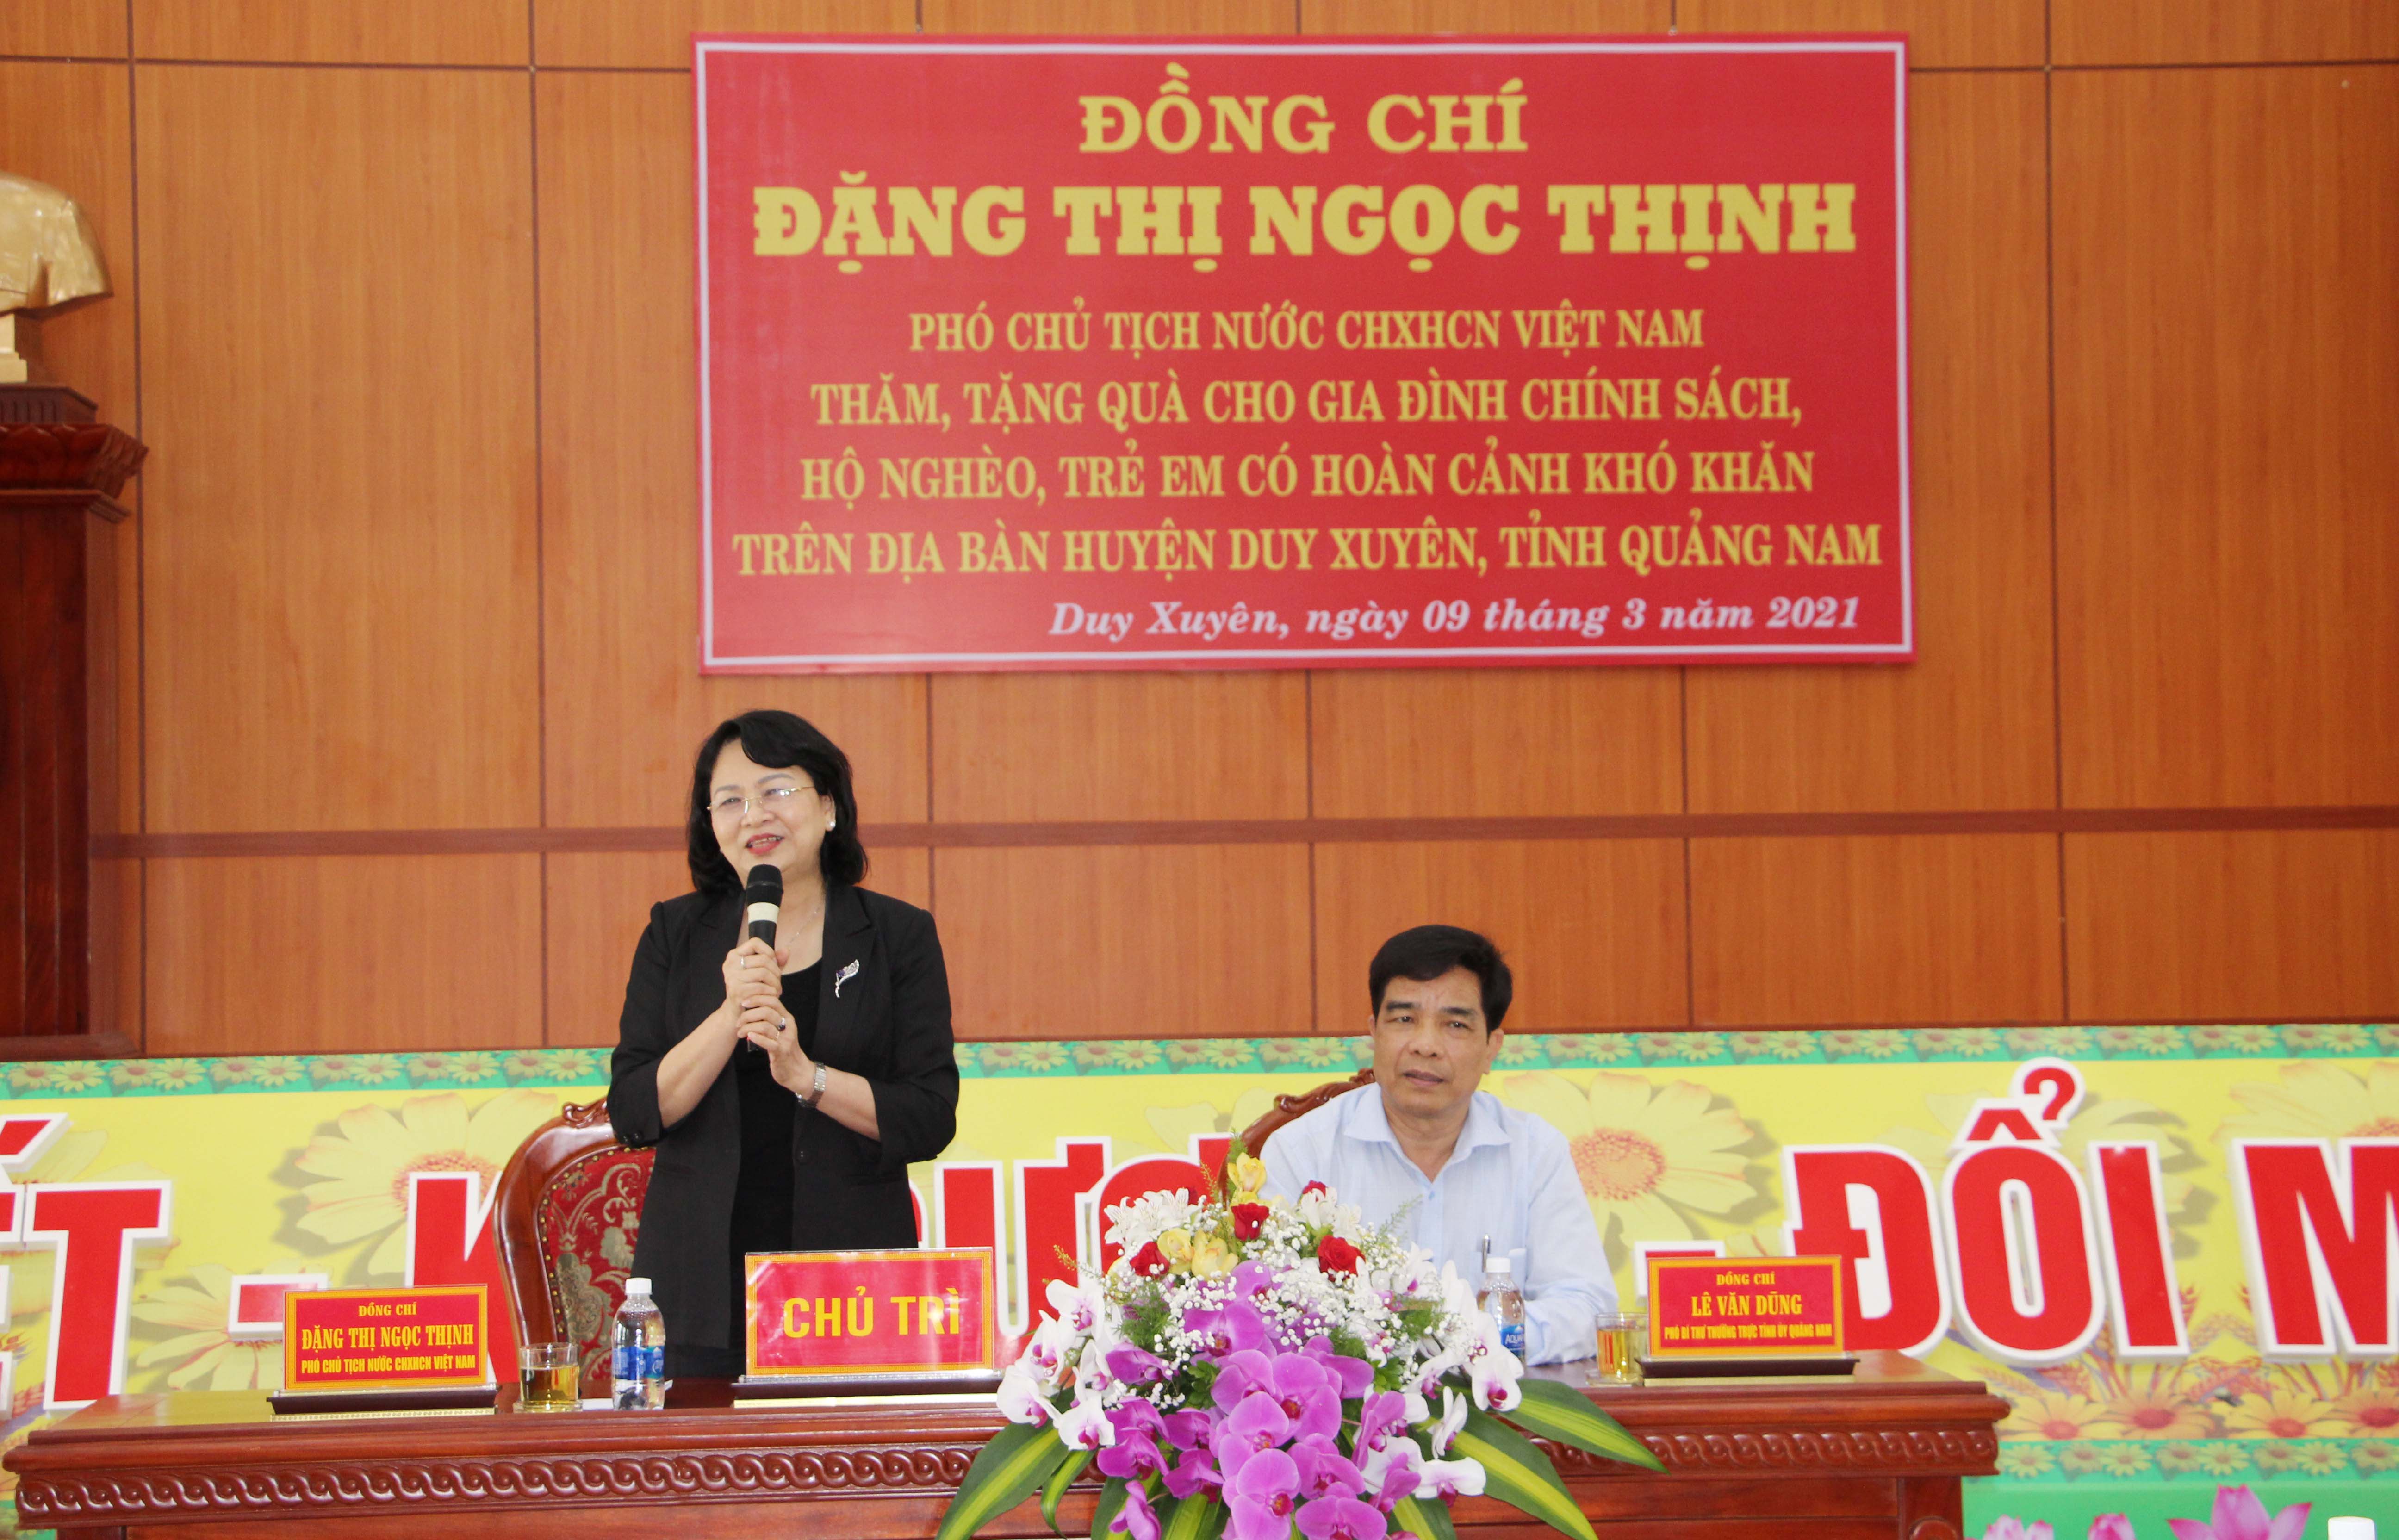 ĐỒNG CHÍ
ĐẶNG THỊ NGỌC THỊNH
PHÓ CHỦ TỊCH NƯỚC CHXHCN VIỆT NAM
THĂM, TẶNG QUÀ CHO GIA ĐÌNH CHÍNH SÁCH,
HỘ NGHÈO, TRẺ EM CÓ HOÀN CẢNH KHÓ KHĂN
TRÊN ĐỊA BÀN HUYỆN DUY XUYÊN, TỈNH QUẢNG NAM
Duy Xuyên, ngày 09 tháng 3 năm 2021
ẾT - K ƯƠ - ĐỔI M
ĐỒNG CHÍ
ĐẶNG THỊ NGỌC THỊNH
PHÓ CHỦ TỊCH NƯỚC CHXHCN VIỆT NAM
CHỦ TRÌ
ĐỒNG CHÍ
LÊ VĂN DŨNG
PHÓ BÍ THƯ THƯỜNG TRỰC TỈNH ỦY QUẢNG NAM